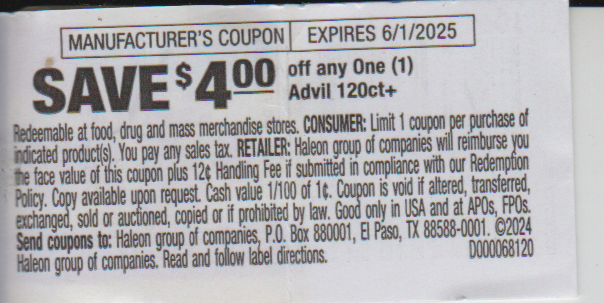 MANUFACTURER'S COUPON EXPIRES 6/1/2025
SAVE $4.00 off any One (1)
Advil 120ct+
Redeemable at food, drug and mass merchandise stores. CONSUMER: Limit 1 coupon per purchase of
indicated product(s). You pay any sales tax. RETAILER: Haleon group of companies will reimburse you
the face value of this coupon plus 12¢ Handling Fee if submitted in compliance with our Redemption
Policy. Copy available upon request. Cash value 1/100 of 1¢. Coupon is void if altered, transferred,
exchanged, sold or auctioned, copied or if prohibited by law. Good only in USA and at APOs, FPOs.
Send coupons to: Haleon group of companies, P.O. Box 880001, El Paso, TX 88588-0001. ©2024
Haleon group of companies. Read and follow label directions. D000068120